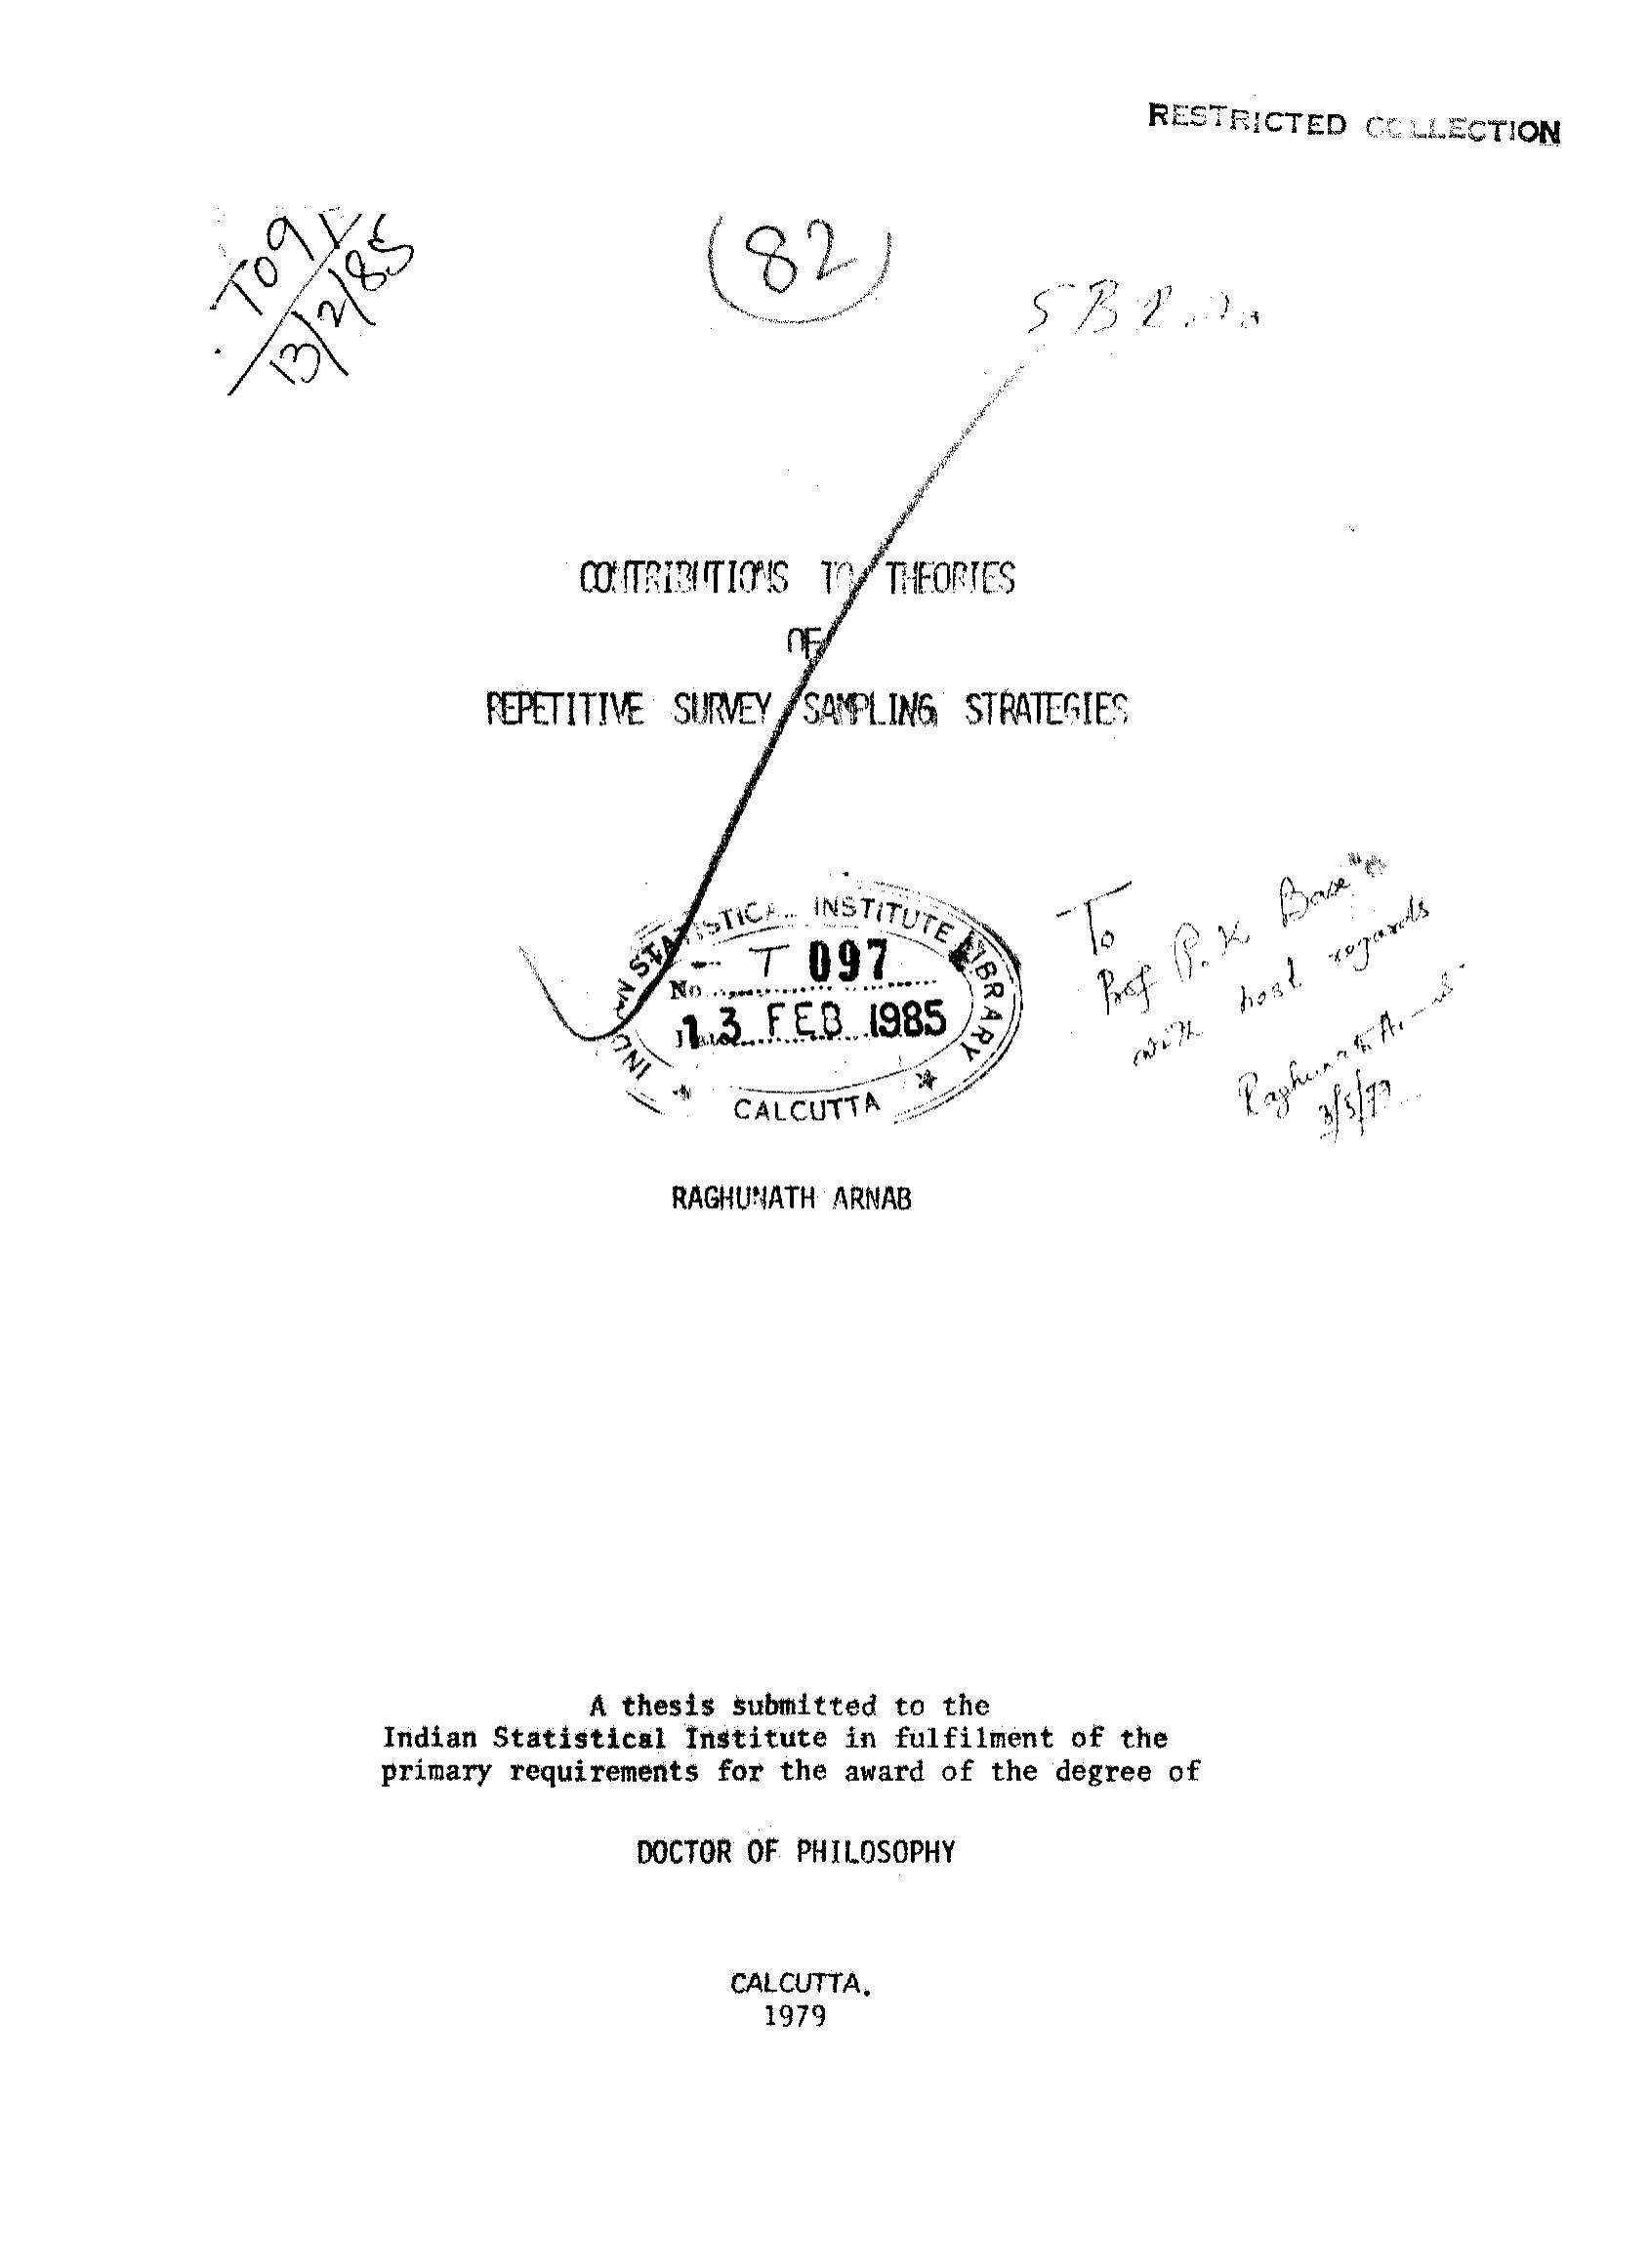 RESTRICTED COLLECTION
13/2/85
(82)
CONTRIBUTIONS TO THEORIES
OF
REPETITIVE SURVEY SAMPLING STRATEGIES
INDIAN STATISTICAL INSTITUTE LIBRARY
No. T 097
13 FEB 1985
CALCUTTA
To
Prof P. K. Bose
with best regards
Raghunath Arnab
3/5/79
RAGHUNATH ARNAB
A thesis submitted to the
Indian Statistical Institute in fulfilment of the
primary requirements for the award of the degree of
DOCTOR OF PHILOSOPHY
CALCUTTA.
1979